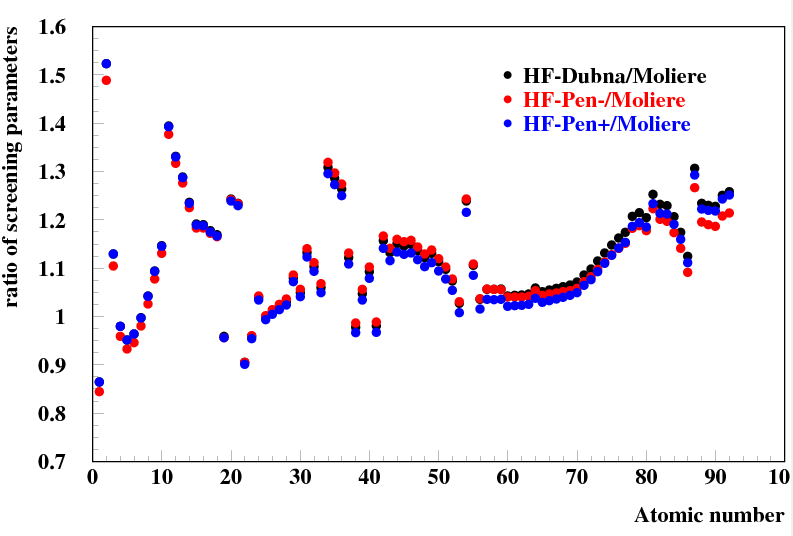 ratio of screening parameters
1.6
1.5
1.4
1.3
1.2
1.1
1
0.9
0.8
0.7
HF-Dubna/Moliere
HF-Pen-/Moliere
HF-Pen+/Moliere
0 10 20 30 40 50 60 70 80 90 10
Atomic number